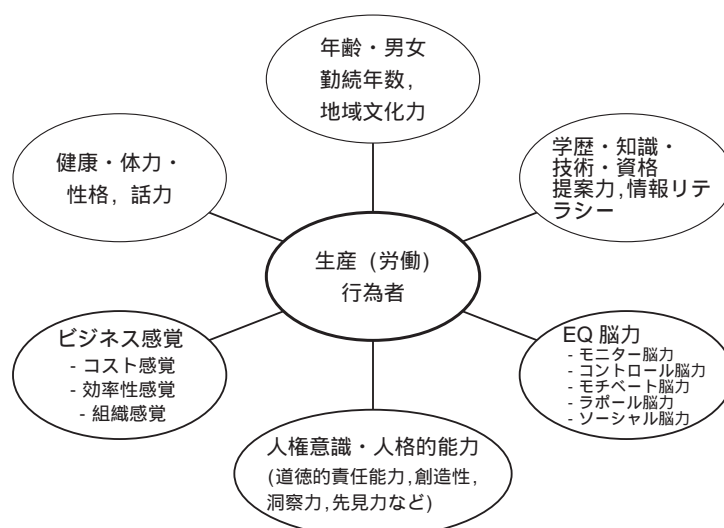 年齢・男女
勤続年数,
地域文化力
健康・体力・
性格, 話力
学歴・知識・
技術・資格
提案力,情報リテ
ラシー
生産 (労働)
行為者
ビジネス感覚
- コスト感覚
- 効率性感覚
- 組織感覚
EQ 脳力
- モニター脳力
- コントロール脳力
- モチベート脳力
- ラポール脳力
- ソーシャル脳力
人権意識・人格的能力
(道徳的責任能力,創造性,
洞察力,先見力など)